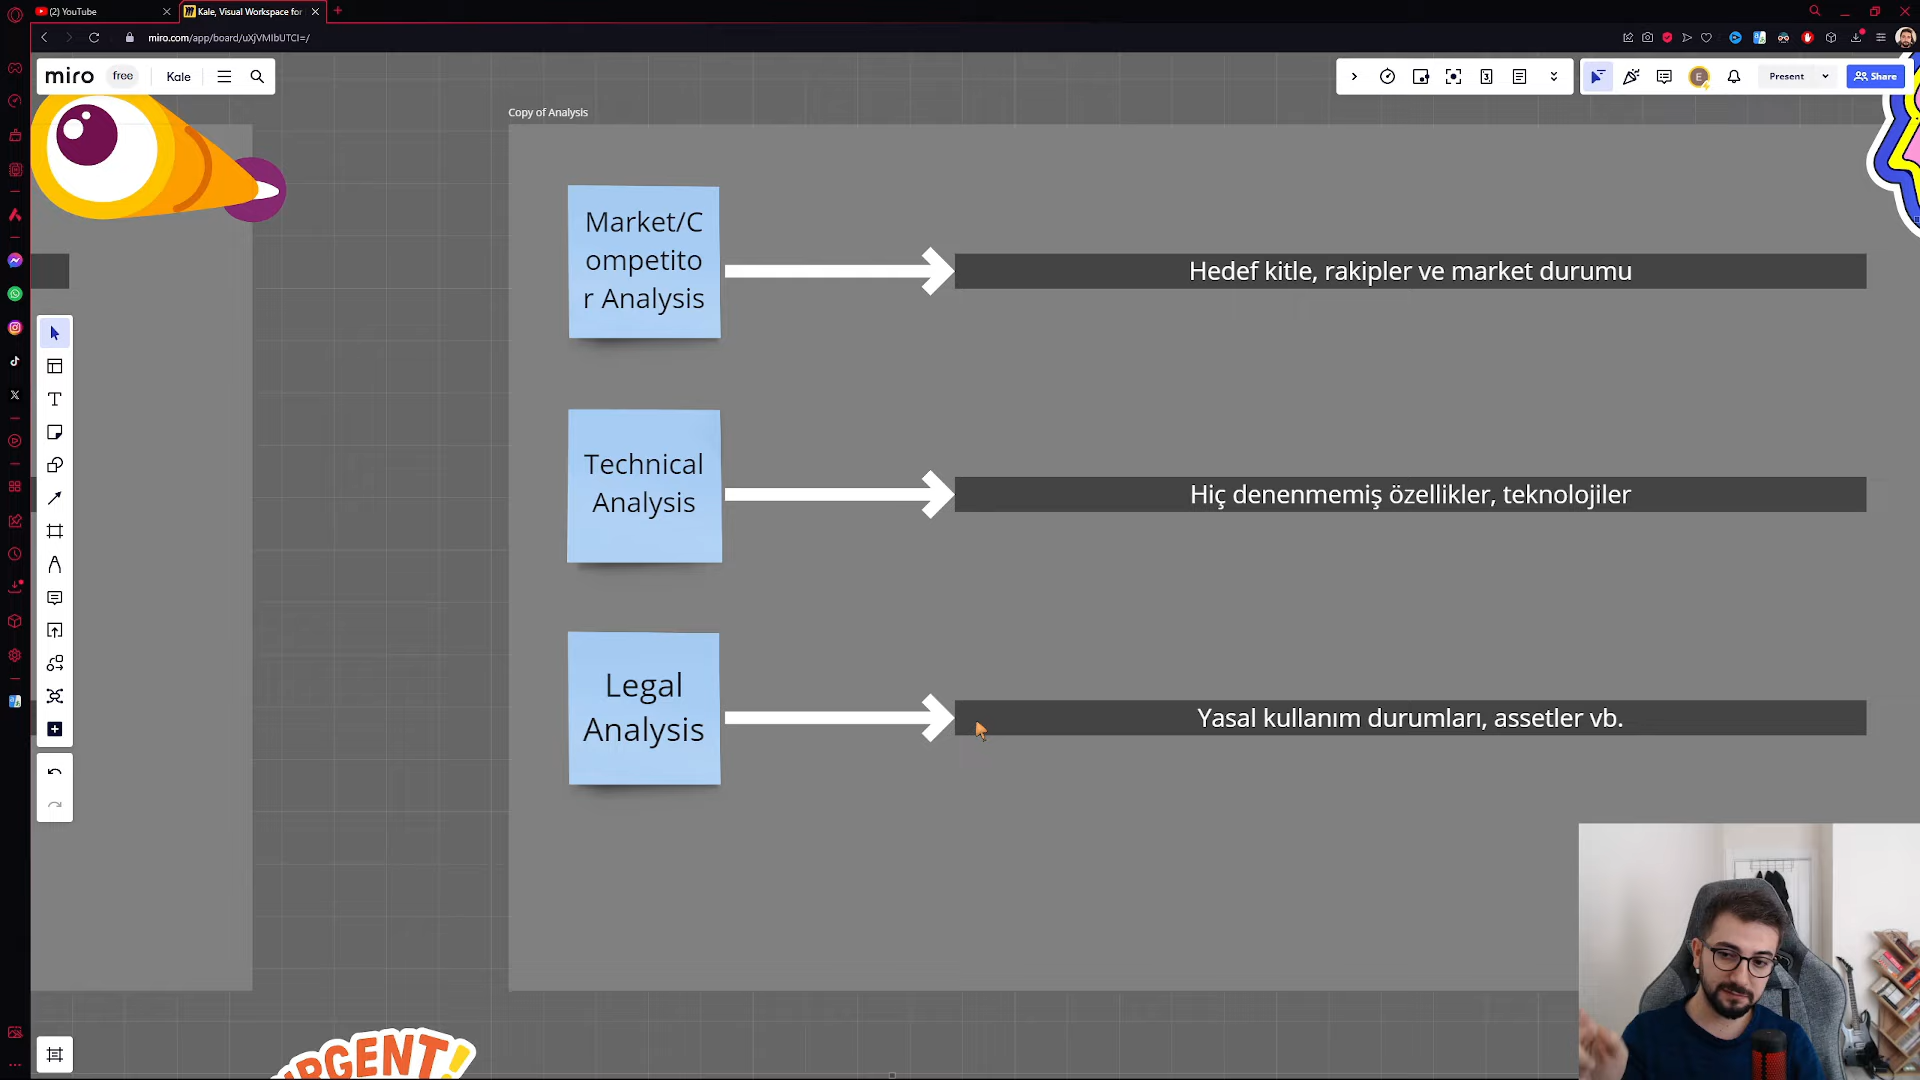 (2) YouTube
Kale, Visual Workspace for
miro.com/app/board/uXjVMIbUTCI=/
miro
free
Kale
3
E
Present
Share
Copy of Analysis
Market/C
ompetito
r Analysis
Hedef kitle, rakipler ve market durumu
Technical
Analysis
Hiç denenmemiş özellikler, teknolojiler
Legal
Analysis
Yasal kullanım durumları, assetler vb.
RGENT!